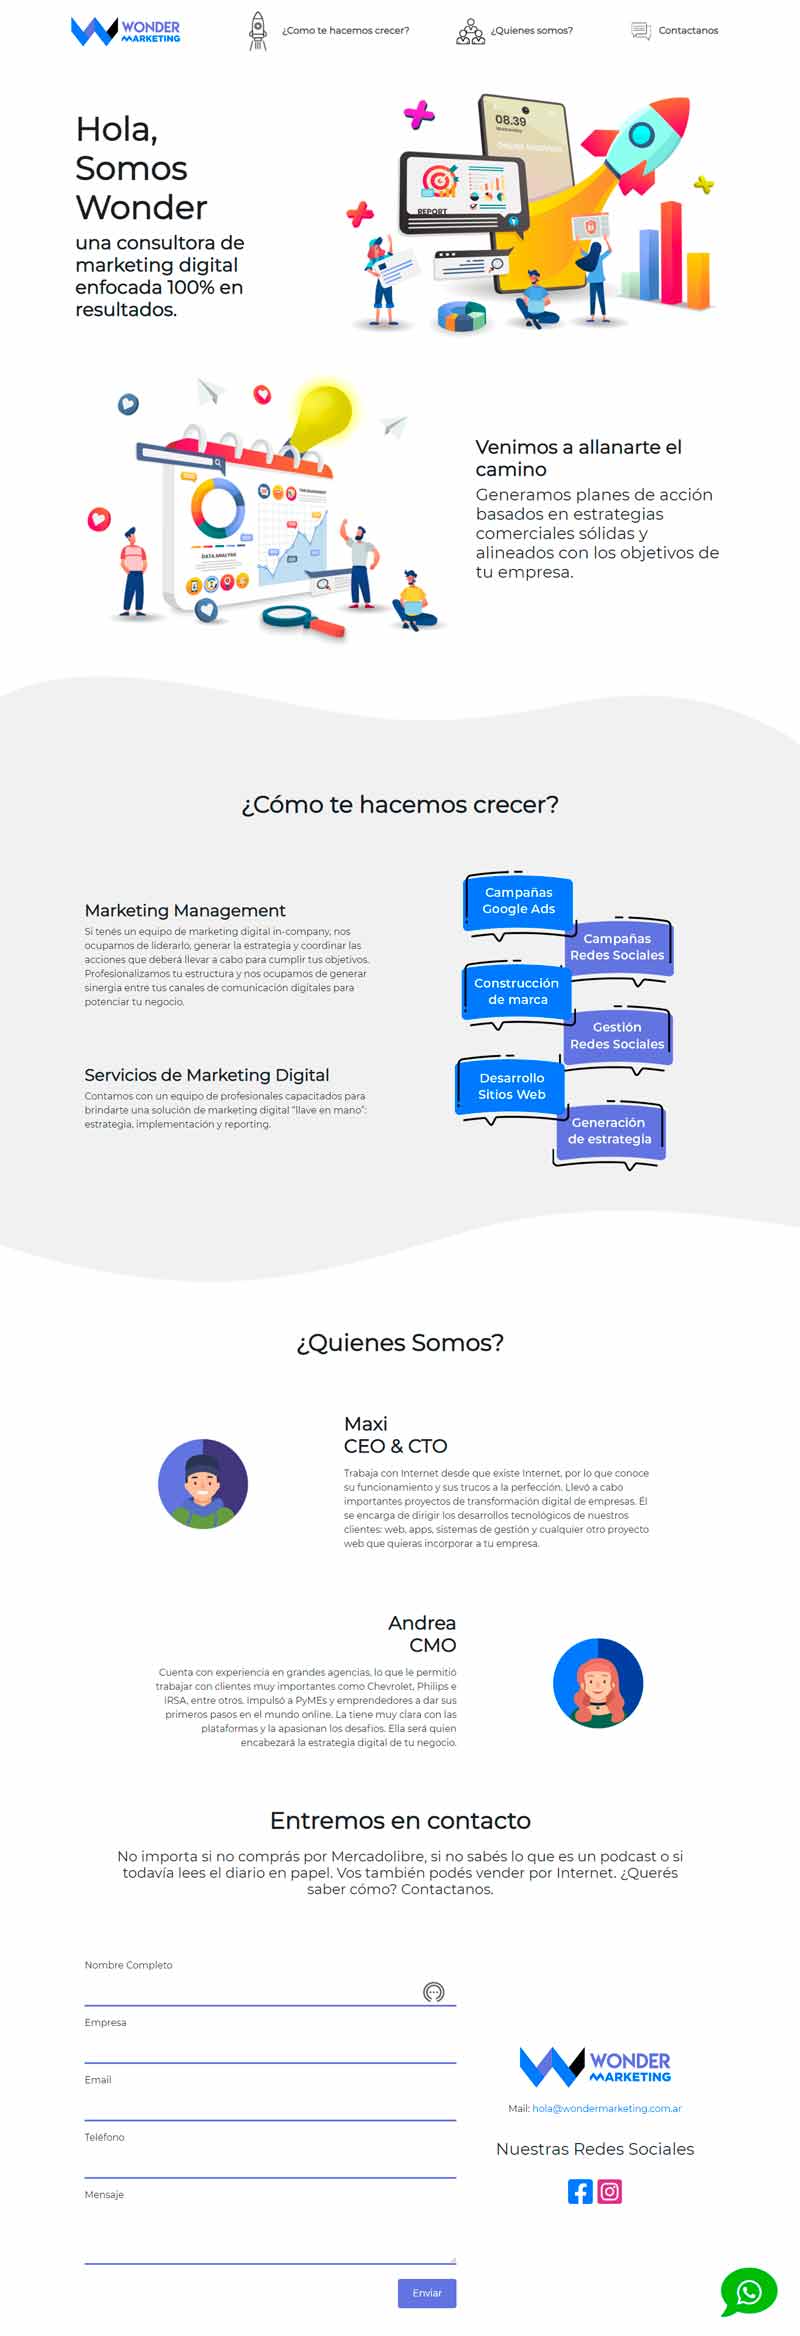 WONDER
MARKETING
¿Como te hacemos crecer?
¿Quienes somos?
Contactanos
Hola,
Somos
Wonder
una consultora de
marketing digital
enfocada 100% en
resultados.
08.39
Wednesday
REPORT
DATA ANALYSIS
Venimos a allanarte el
camino
Generamos planes de acción
basados en estrategias
comerciales sólidas y
alineados con los objetivos de
tu empresa.
¿Cómo te hacemos crecer?
Marketing Management
Si tenés un equipo de marketing digital in-company, nos
ocupamos de liderarlo, generar la estrategia y coordinar las
acciones que deberá llevar a cabo para cumplir tus objetivos.
Profesionalizamos tu estructura y nos ocupamos de generar
sinergia entre tus canales de comunicación digitales para
potenciar tu negocio.
Servicios de Marketing Digital
Contamos con un equipo de profesionales capacitados para
brindarte una solución de marketing digital “llave en mano”:
estrategia, implementación y reporting.
Campañas
Google Ads
Campañas
Redes Sociales
Construcción
de marca
Gestión
Redes Sociales
Desarrollo
Sitios Web
Generación
de estrategia
¿Quienes Somos?
Maxi
CEO & CTO
Trabaja con Internet desde que existe Internet, por lo que conoce
su funcionamiento y sus trucos a la perfección. Llevó a cabo
importantes proyectos de transformación digital de empresas. El
se encarga de dirigir los desarrollos tecnológicos de nuestros
clientes: web, apps, sistemas de gestión y cualquier otro proyecto
web que quieras incorporar a tu empresa.
Andrea
CMO
Cuenta con experiencia en grandes agencias, lo que le permitió
trabajar con clientes muy importantes como Chevrolet, Philips e
IRSA, entre otros. Impulsó a PyMEs y emprendedores a dar sus
primeros pasos en el mundo online. La tiene muy clara con las
plataformas y la apasionan los desafíos. Ella será quien
encabezará la estrategia digital de tu negocio.
Entremos en contacto
No importa si no comprás por Mercadolibre, si no sabés lo que es un podcast o si
todavía lees el diario en papel. Vos también podés vender por Internet. ¿Querés
saber cómo? Contactanos.
Nombre Completo
Empresa
Email
Teléfono
Mensaje
Enviar
WONDER
MARKETING
Mail: hola@wondermarketing.com.ar
Nuestras Redes Sociales